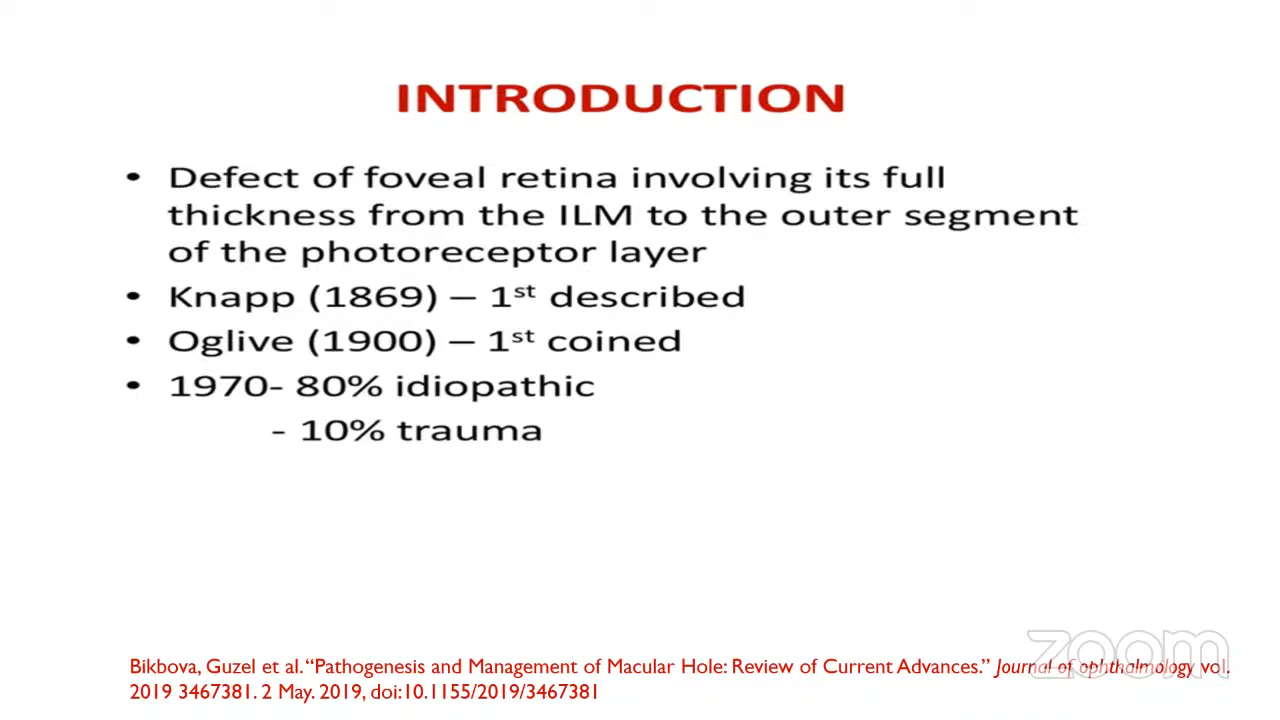 INTRODUCTION
• Defect of foveal retina involving its full
thickness from the ILM to the outer segment
of the photoreceptor layer
• Knapp (1869) – 1st described
• Oglive (1900) – 1st coined
• 1970- 80% idiopathic
- 10% trauma
zoom
Bikbova, Guzel et al. “Pathogenesis and Management of Macular Hole: Review of Current Advances.” Journal of ophthalmology vol.
2019 3467381. 2 May. 2019, doi:10.1155/2019/3467381